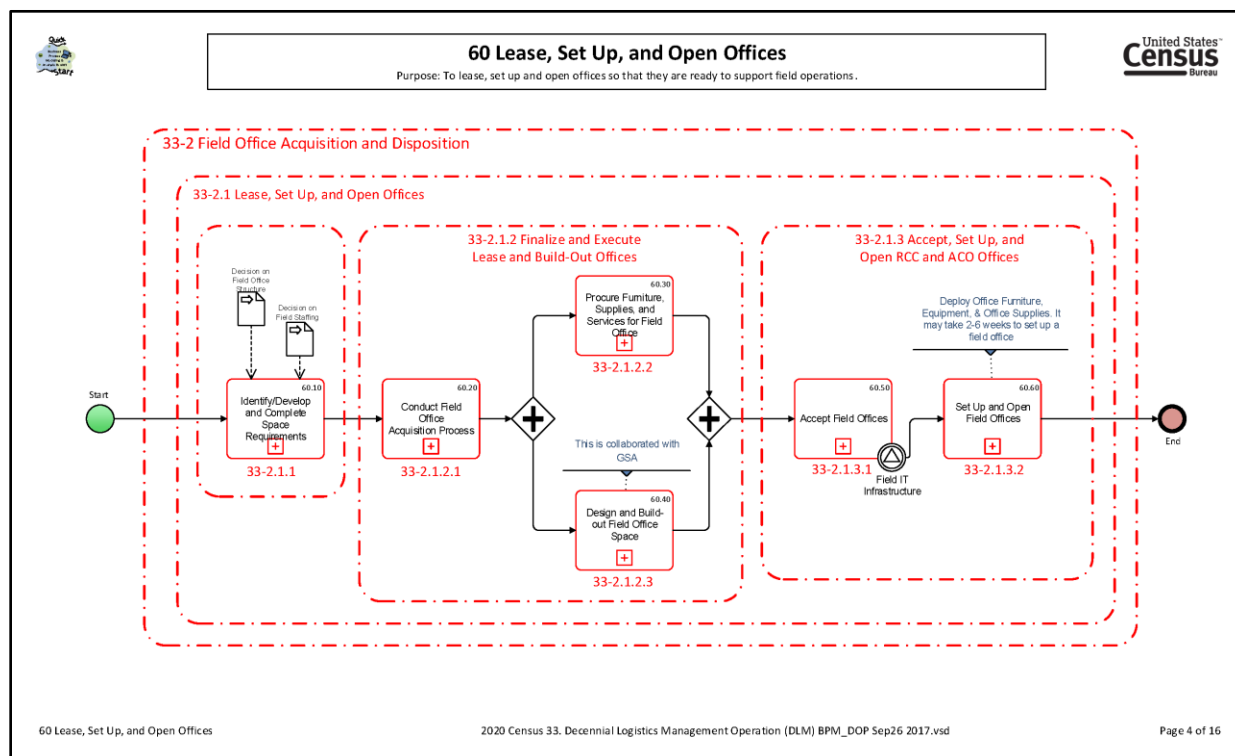 Quick
Start
60 Lease, Set Up, and Open Offices
Purpose: To lease, set up and open offices so that they are ready to support field operations.
United States™
Census
Bureau
33-2 Field Office Acquisition and Disposition
33-2.1 Lease, Set Up, and Open Offices
33-2.1.2 Finalize and Execute
Lease and Build-Out Offices
33-2.1.3 Accept, Set Up, and
Open RCC and ACO Offices
Decision on
Field Office
Structure
Decision on
Field Staffing
Start
60.10
Identify/Develop
and Complete
Space
Requirements
33-2.1.1
60.20
Conduct Field
Office
Acquisition Process
33-2.1.2.1
60.30
Procure Furniture,
Supplies, and
Services for Field
Office
33-2.1.2.2
This is collaborated with
GSA
60.40
Design and Build-
out Field Office
Space
33-2.1.2.3
60.50
Accept Field Offices
33-2.1.3.1
Field IT
Infrastructure
Deploy Office Furniture,
Equipment, & Office Supplies. It
may take 2-6 weeks to set up a
field office
60.60
Set Up and Open
Field Offices
33-2.1.3.2
End
60 Lease, Set Up, and Open Offices
2020 Census 33. Decennial Logistics Management Operation (DLM) BPM_DOP Sep26 2017.vsd
Page 4 of 16